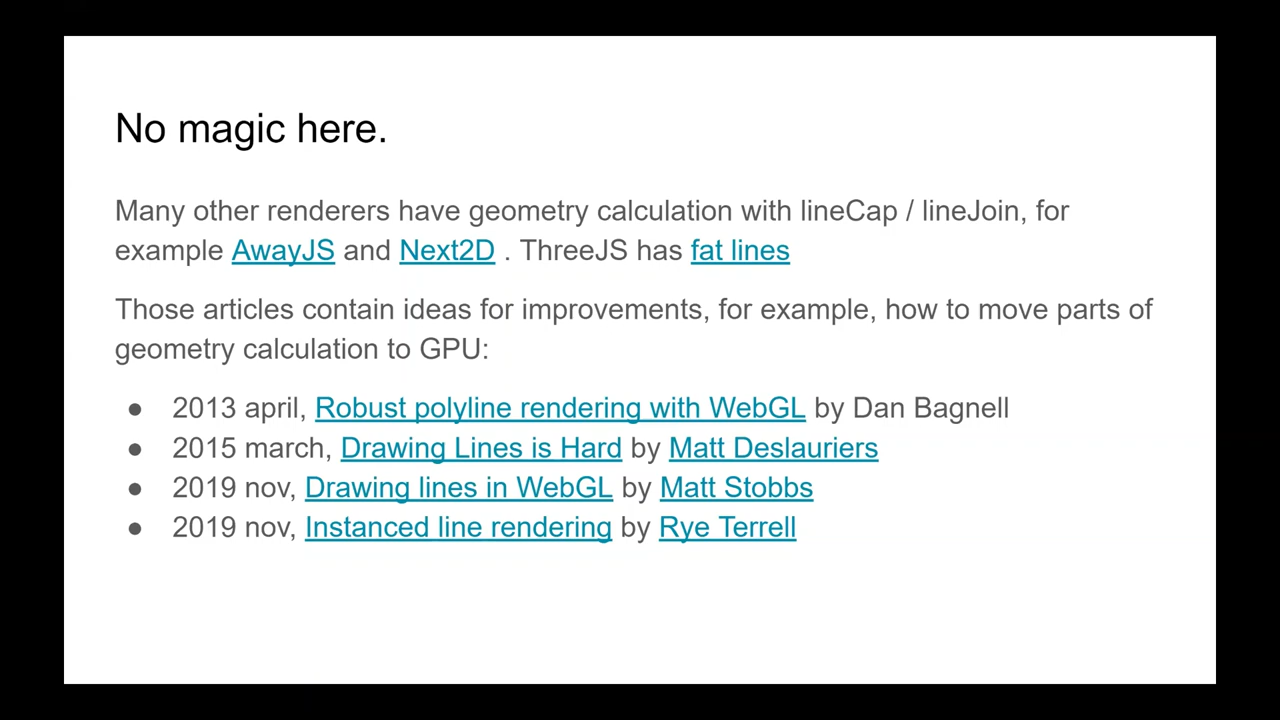 No magic here.
Many other renderers have geometry calculation with lineCap / lineJoin, for
example AwayJS and Next2D . ThreeJS has fat lines
Those articles contain ideas for improvements, for example, how to move parts of
geometry calculation to GPU:
● 2013 april, Robust polyline rendering with WebGL by Dan Bagnell
● 2015 march, Drawing Lines is Hard by Matt Deslauriers
● 2019 nov, Drawing lines in WebGL by Matt Stobbs
● 2019 nov, Instanced line rendering by Rye Terrell